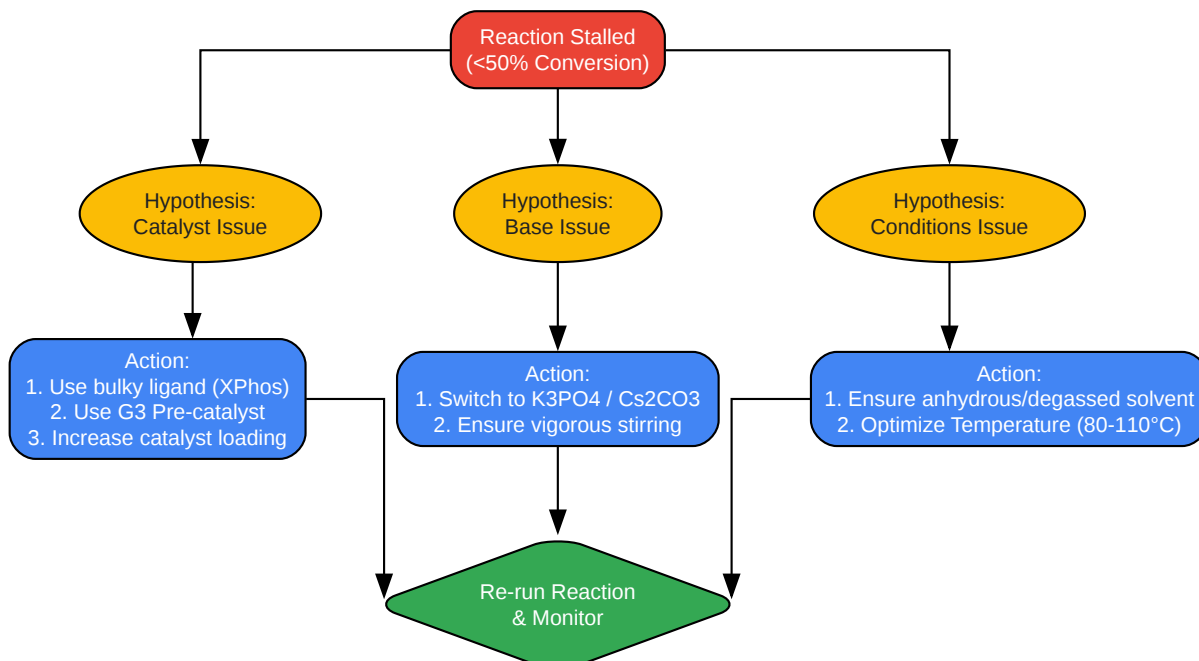 Reaction Stalled
(<50% Conversion)
Hypothesis:
Catalyst Issue
Hypothesis:
Base Issue
Hypothesis:
Conditions Issue
Action:
1. Use bulky ligand (XPhos)
2. Use G3 Pre-catalyst
3. Increase catalyst loading
Action:
1. Switch to K3PO4 / Cs2CO3
2. Ensure vigorous stirring
Action:
1. Ensure anhydrous/degassed solvent
2. Optimize Temperature (80-110°C)
Re-run Reaction
& Monitor